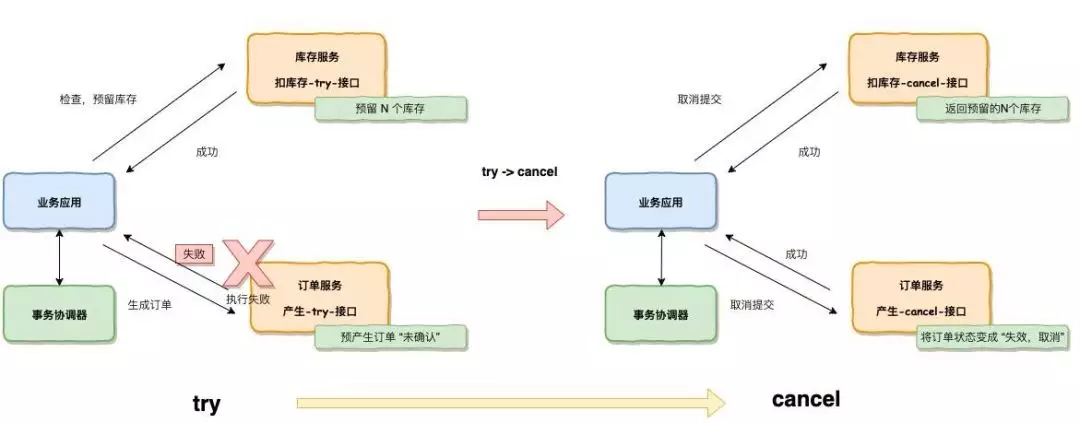 库存服务
扣库存-try-接口
预留 N 个库存
检查，预留库存
成功
业务应用
失败
执行失败
生成订单
订单服务
产生-try-接口
预产生订单 “未确认”
事务协调器
try
try -> cancel
库存服务
扣库存-cancel-接口
返回预留的N个库存
取消提交
成功
业务应用
成功
取消提交
订单服务
产生-cancel-接口
将订单状态变成 “失效，取消”
事务协调器
cancel